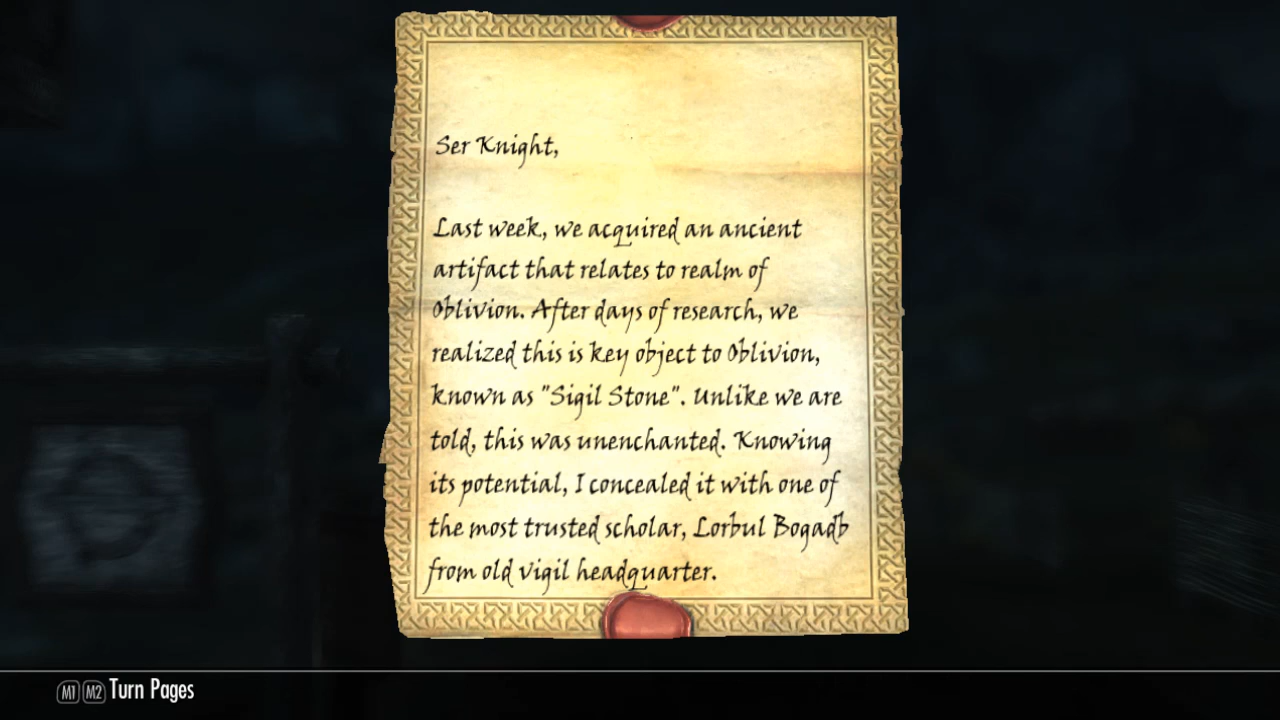 Ser Knight,
Last week, we acquired an ancient
artifact that relates to realm of
Oblivion. After days of research, we
realized this is key object to Oblivion,
known as "Sigil Stone". Unlike we are
told, this was unenchanted. Knowing
its potential, I concealed it with one of
the most trusted scholar, Lorbul Bogadb
from old vigil headquarter.
M1 M2 Turn Pages